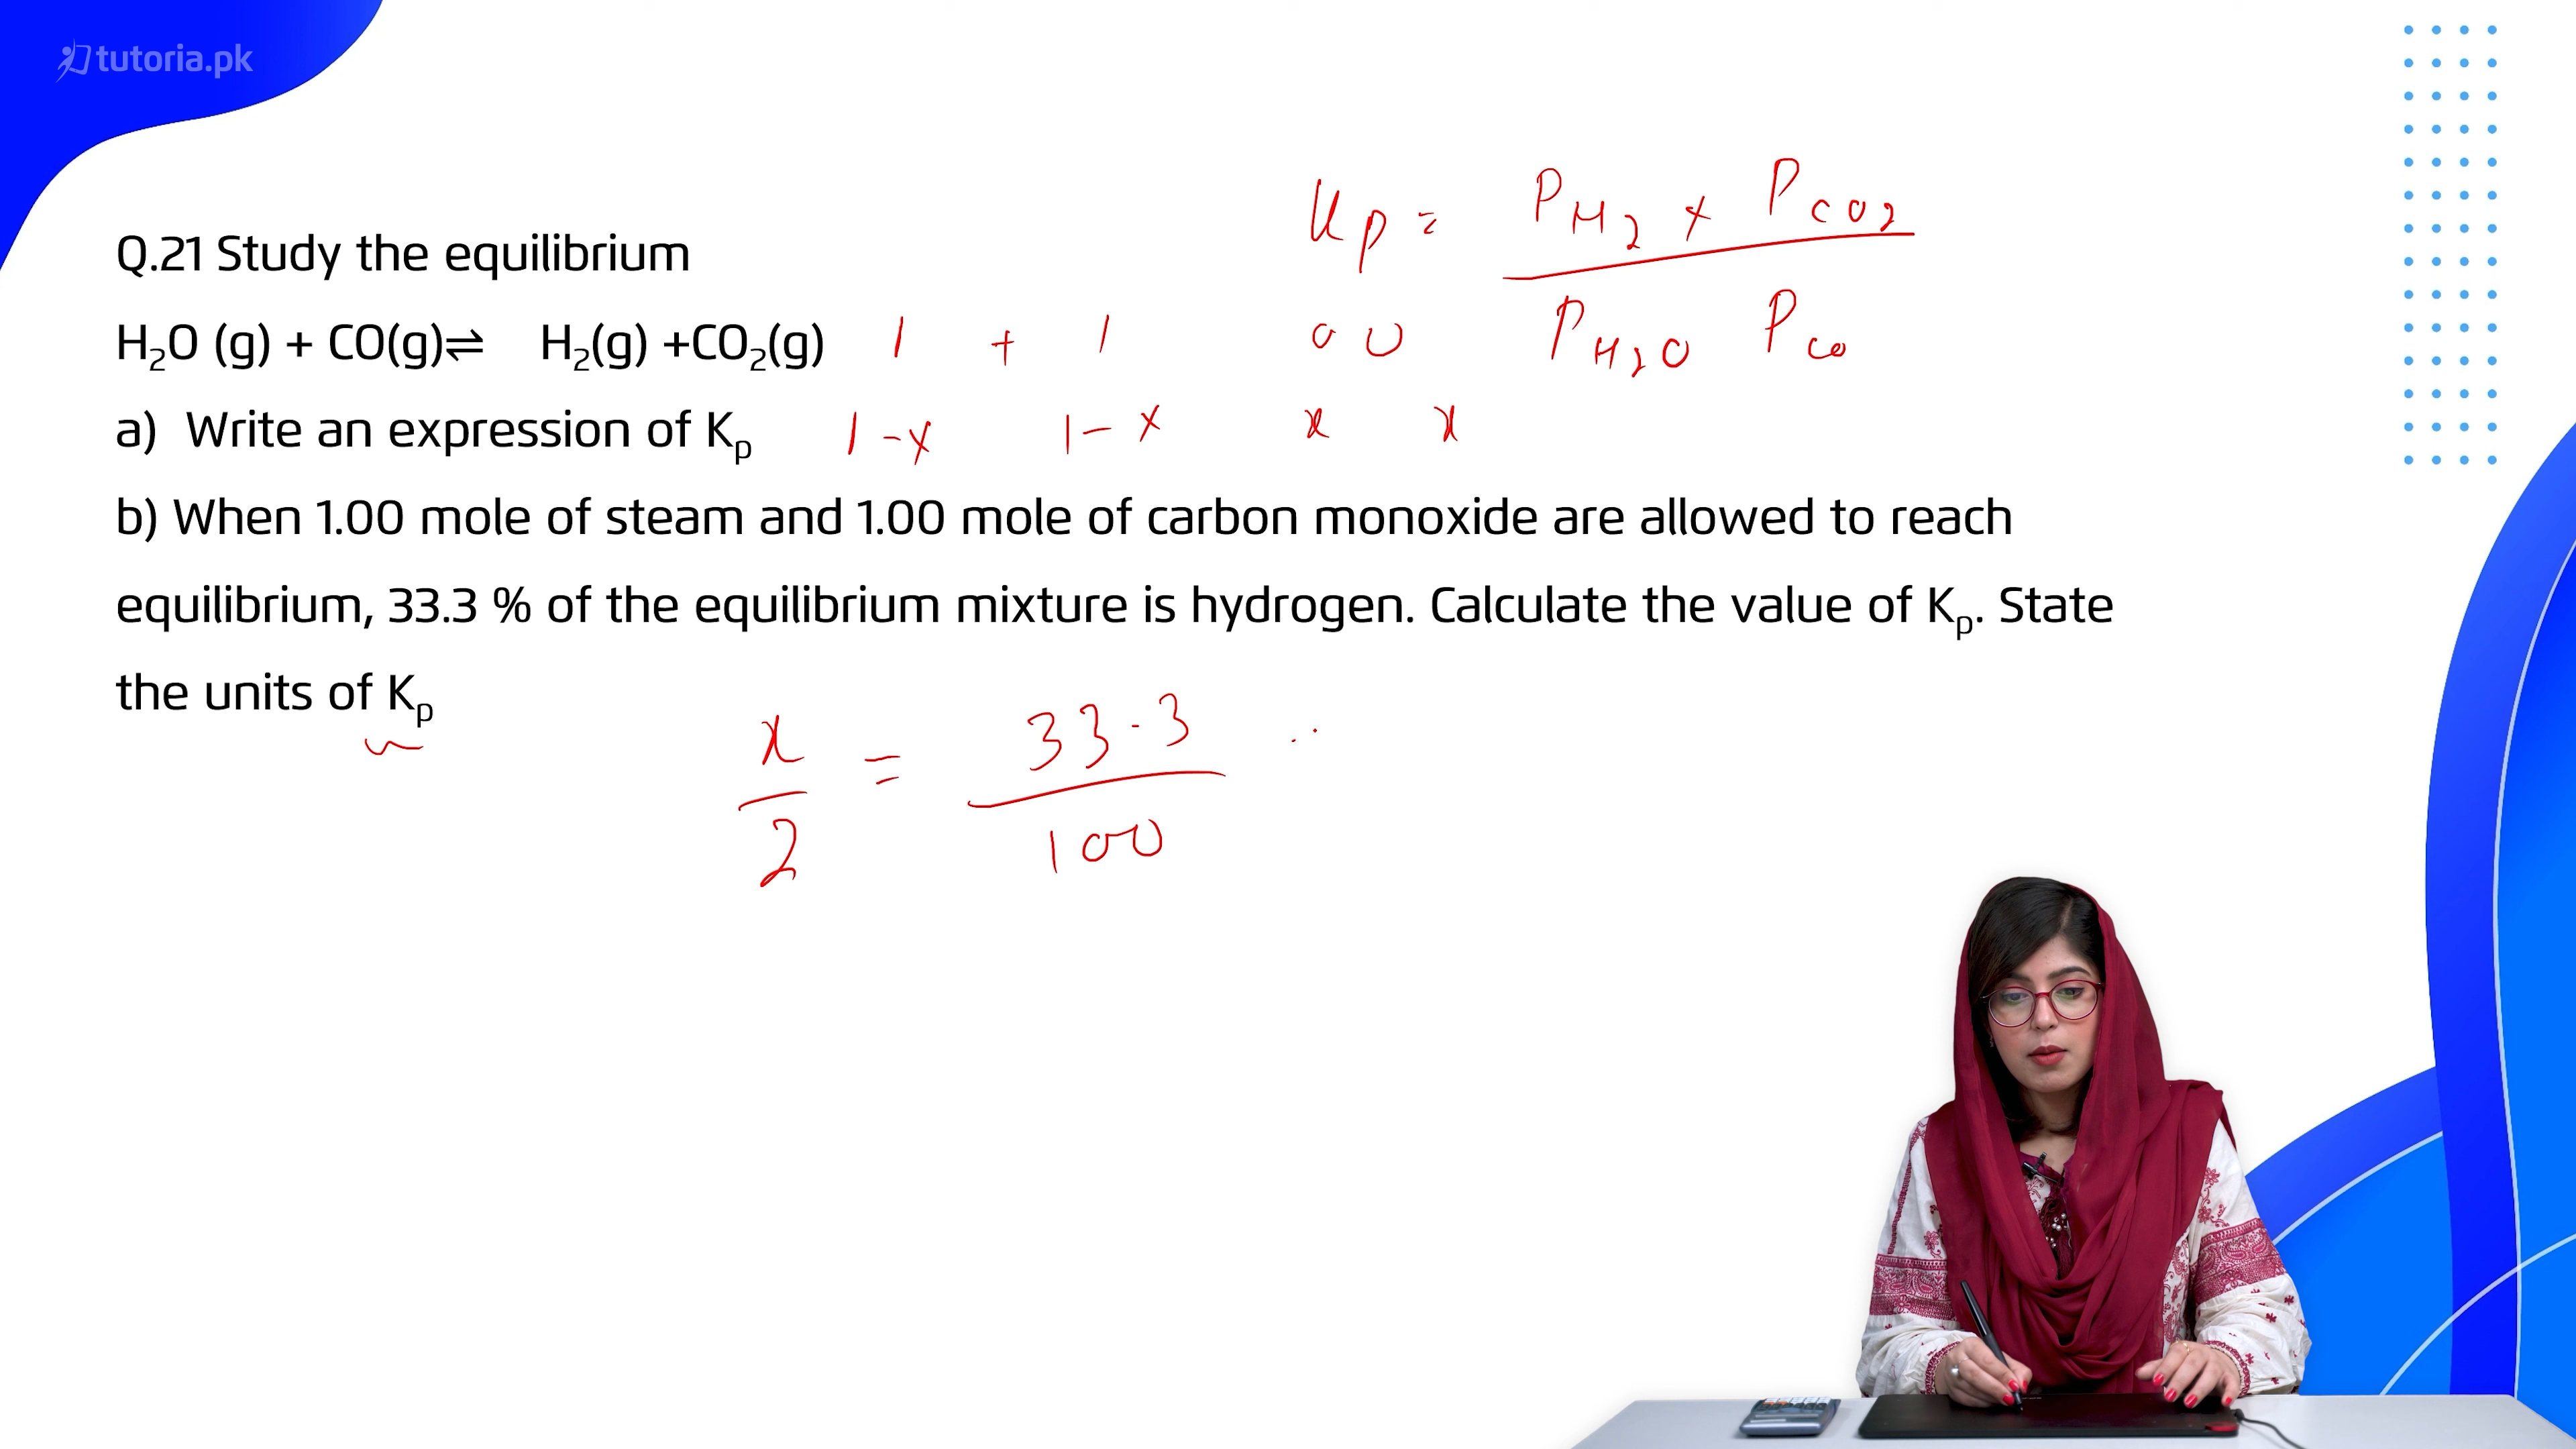 tutoria.pk
Kp = PH2 x PCO2
Q.21 Study the equilibrium
H2O (g) + CO(g)⇌ H2(g) +CO2(g) 1 + 1 0 0 PH2O PCO
a) Write an expression of Kp 1-x 1-x x x
b) When 1.00 mole of steam and 1.00 mole of carbon monoxide are allowed to reach
equilibrium, 33.3 % of the equilibrium mixture is hydrogen. Calculate the value of Kp. State
the units of Kp
x = 33.3
2 100